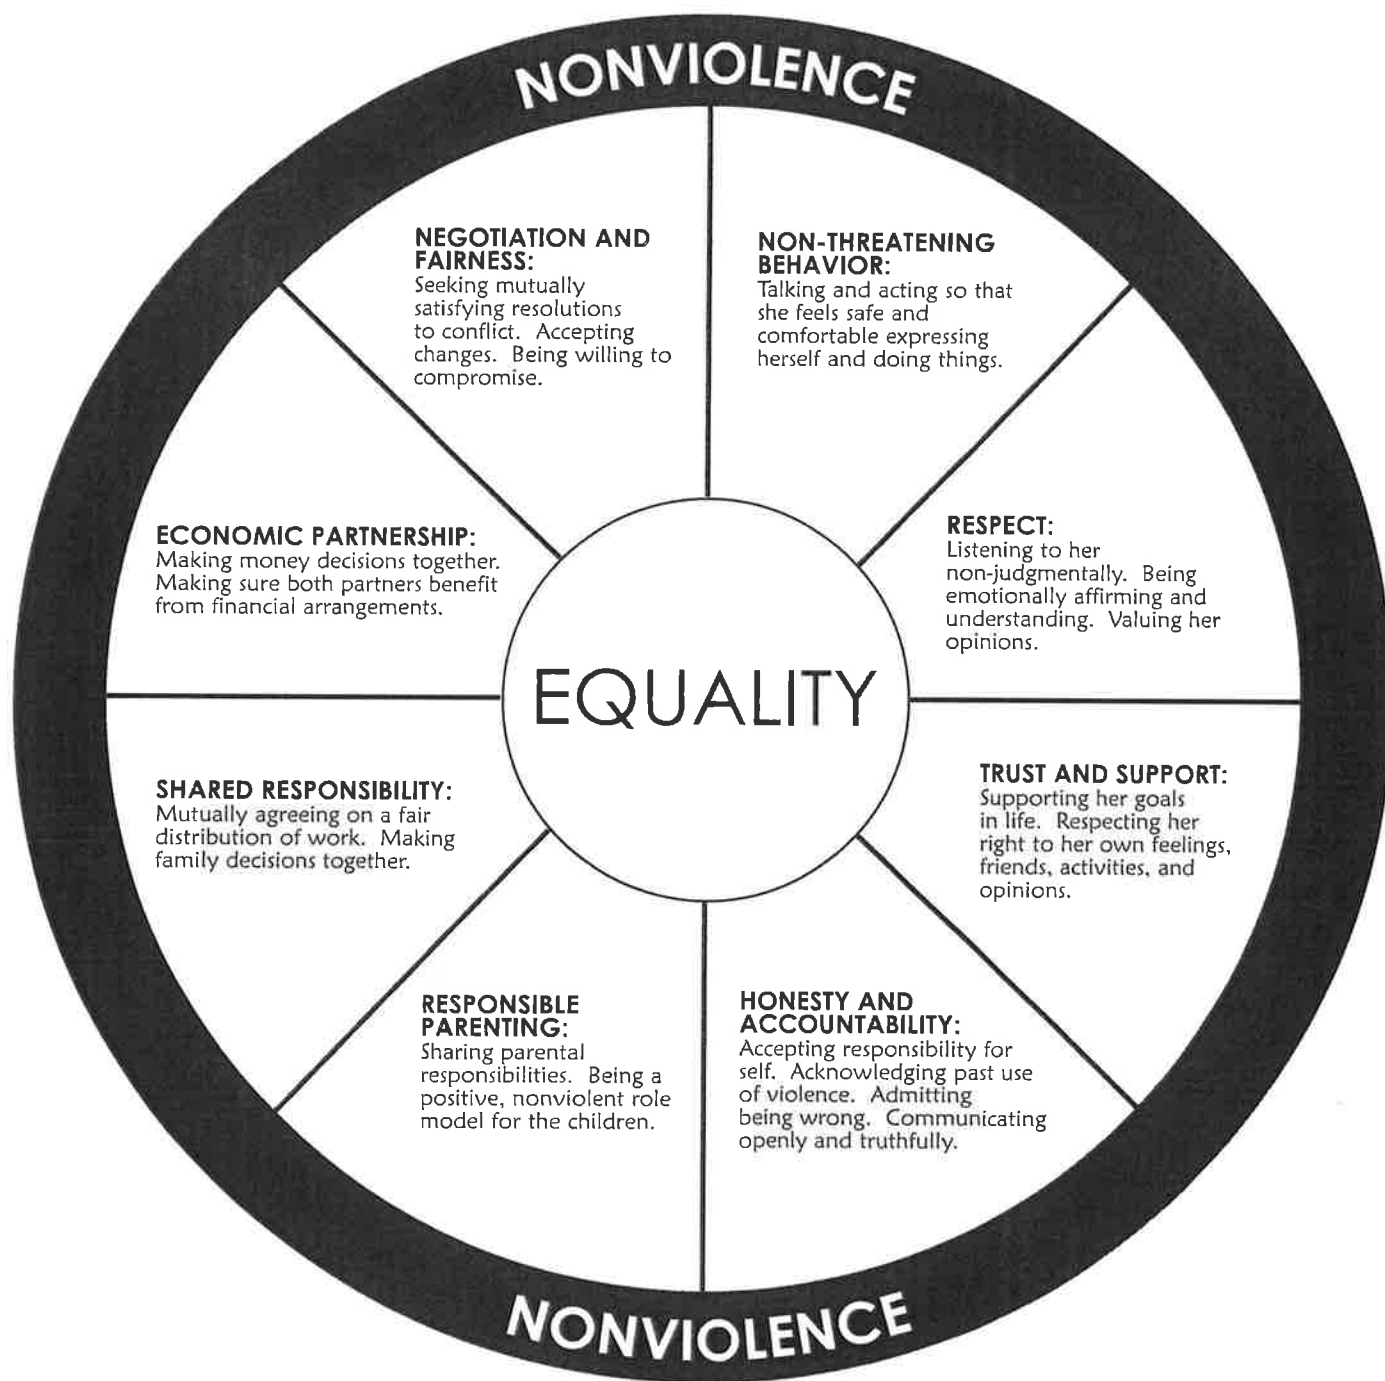 NONVIOLENCE
NEGOTIATION AND
FAIRNESS:
Seeking mutually
satisfying resolutions
to conflict. Accepting
changes. Being willing to
compromise.
NON-THREATENING
BEHAVIOR:
Talking and acting so that
she feels safe and
comfortable expressing
herself and doing things.
ECONOMIC PARTNERSHIP:
Making money decisions together.
Making sure both partners benefit
from financial arrangements.
RESPECT:
Listening to her
non-judgmentally. Being
emotionally affirming and
understanding. Valuing her
opinions.
EQUALITY
SHARED RESPONSIBILITY:
Mutually agreeing on a fair
distribution of work. Making
family decisions together.
TRUST AND SUPPORT:
Supporting her goals
in life. Respecting her
right to her own feelings,
friends, activities, and
opinions.
RESPONSIBLE
PARENTING:
Sharing parental
responsibilities. Being a
positive, nonviolent role
model for the children.
HONESTY AND
ACCOUNTABILITY:
Accepting responsibility for
self. Acknowledging past use
of violence. Admitting
being wrong. Communicating
openly and truthfully.
NONVIOLENCE